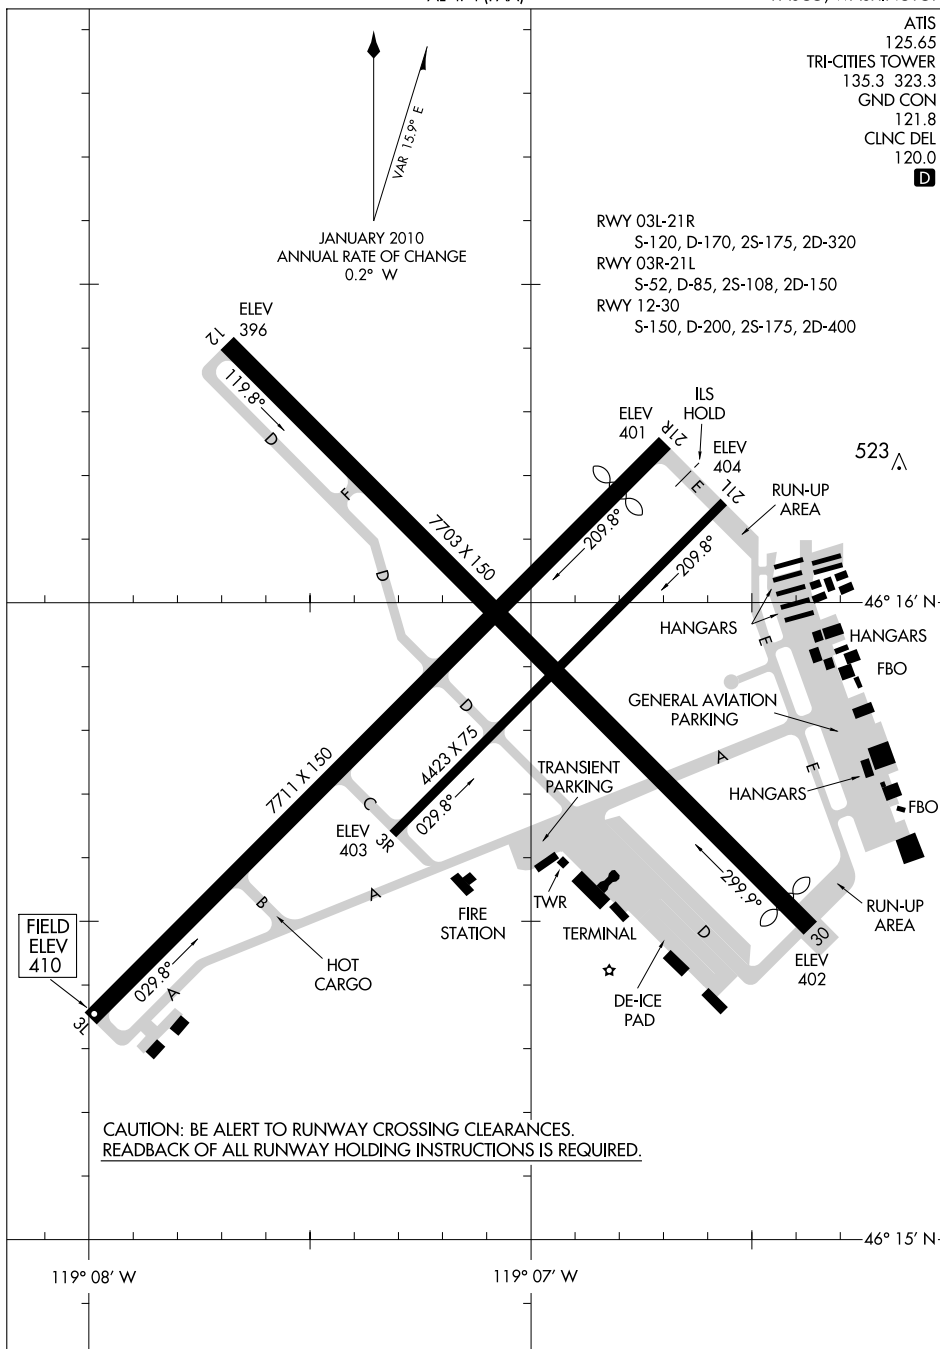 ATIS
125.65
TRI-CITIES TOWER
135.3 323.3
GND CON
121.8
CLNC DEL
120.0
D
VAR 15.9° E
JANUARY 2010
ANNUAL RATE OF CHANGE
0.2° W
RWY 03L-21R
S-120, D-170, 2S-175, 2D-320
RWY 03R-21L
S-52, D-85, 2S-108, 2D-150
RWY 12-30
S-150, D-200, 2S-175, 2D-400
ELEV
396
12
119.8°
D
F
7703 X 150
D
ELEV
401
21R
ILS
HOLD
E
ELEV
404
21L
523
RUN-UP
AREA
209.8°
209.8°
46° 16' N
HANGARS
E
HANGARS
FBO
GENERAL AVIATION
PARKING
D
A
E
7711 X 150
4423 X 75
TRANSIENT
PARKING
HANGARS
FBO
C
029.8°
ELEV
403
3R
299.9°
A
B
FIRE
STATION
TWR
TERMINAL
D
RUN-UP
AREA
30
ELEV
402
FIELD
ELEV
410
029.8°
A
HOT
CARGO
DE-ICE
PAD
3L
CAUTION: BE ALERT TO RUNWAY CROSSING CLEARANCES.
READBACK OF ALL RUNWAY HOLDING INSTRUCTIONS IS REQUIRED.
46° 15' N
119° 08' W
119° 07' W